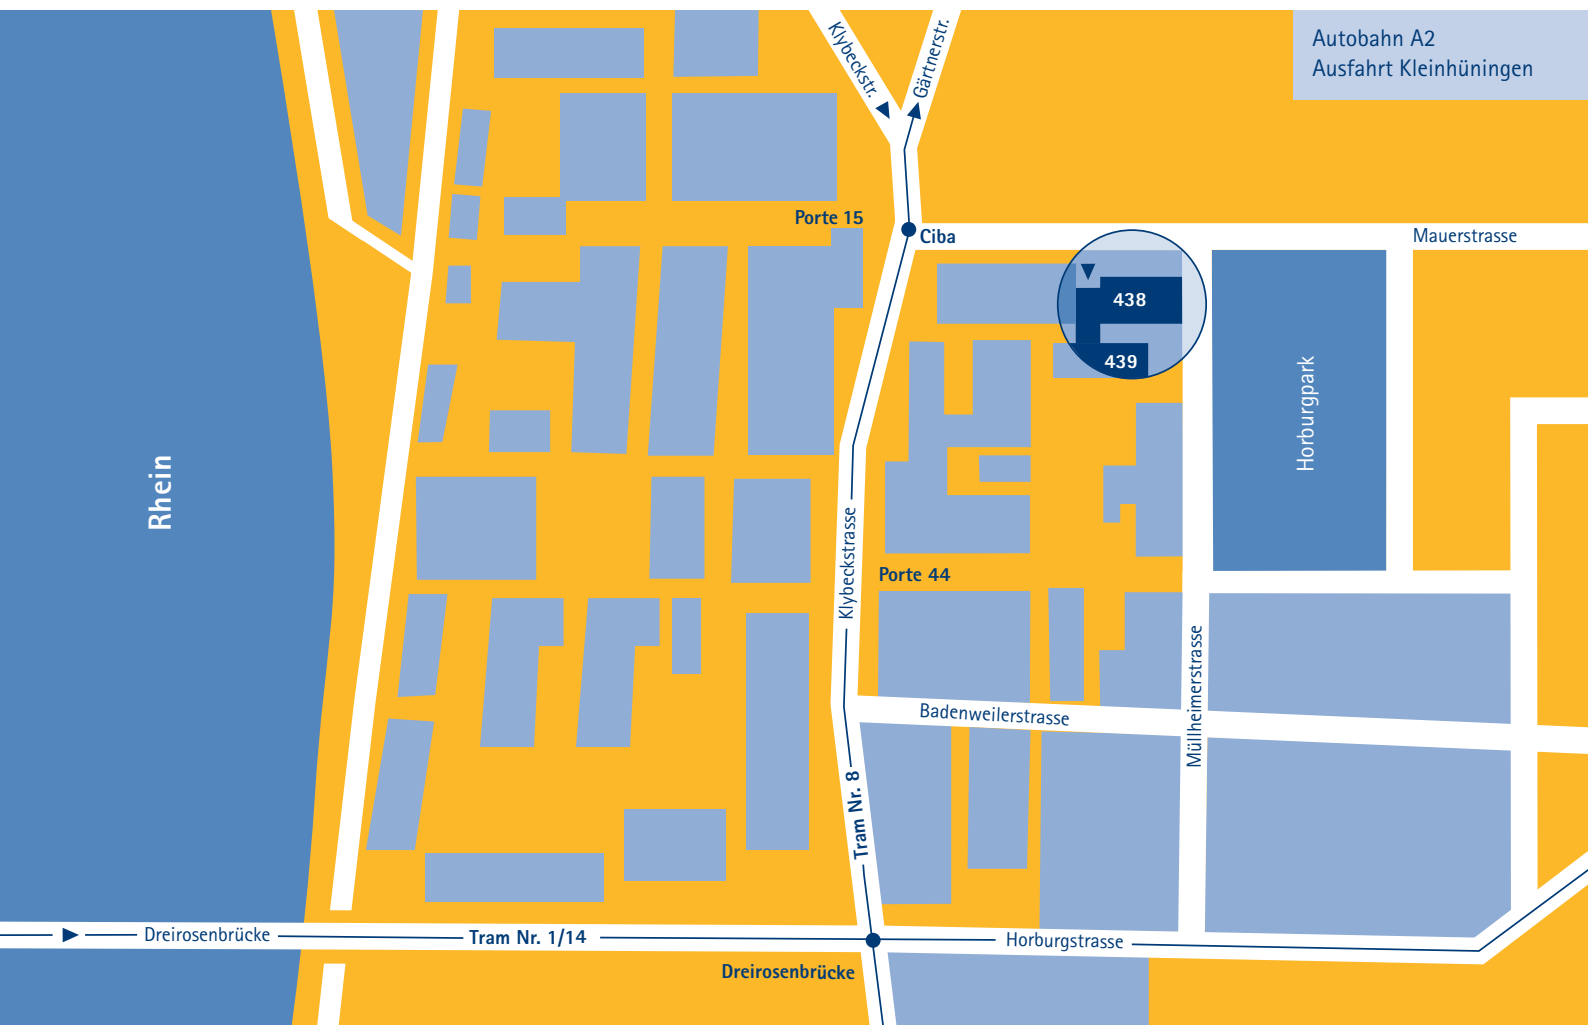 Klybeckstr.
Gärtnerstr.
Autobahn A2
Ausfahrt Kleinhüningen
Porte 15
Ciba
Mauerstrasse
438
439
Horburgpark
Rhein
Klybeckstrasse
Porte 44
Müllheimerstrasse
Badenweilerstrasse
Tram Nr. 8
Dreirosenbrücke
Tram Nr. 1/14
Horburgstrasse
Dreirosenbrücke